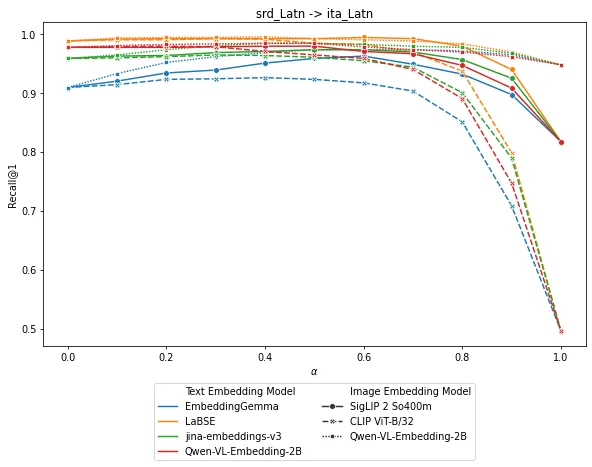 srd_Latn -> ita_Latn
Recall@1
1.0
0.9
0.8
0.7
0.6
0.5
0.0 0.2 0.4 0.6 0.8 1.0
α
Text Embedding Model Image Embedding Model
EmbeddingGemma SigLIP 2 So400m
LaBSE CLIP ViT-B/32
jina-embeddings-v3 Qwen-VL-Embedding-2B
Qwen-VL-Embedding-2B